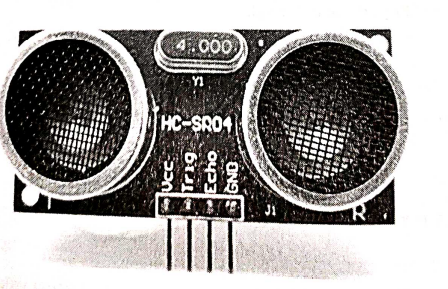 4.000
Y1
HC-SR04
Vcc
Trig
Echo
GND
J1
T
R